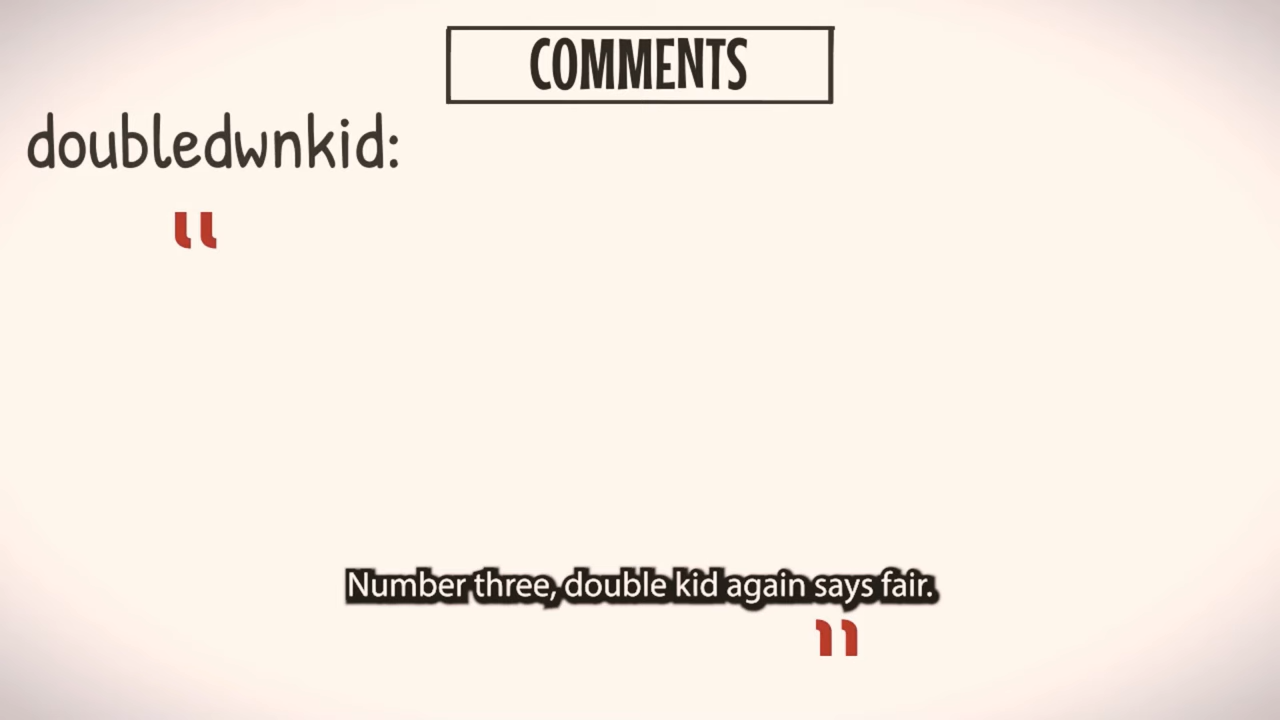 COMMENTS
doubledwnkid:
"
Number three, double kid again says fair.
"